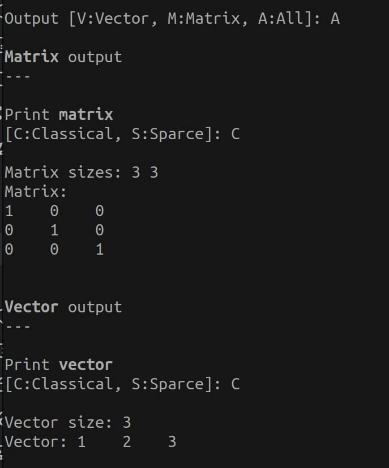 Output [V:Vector, M:Matrix, A:All]: A
Matrix output
---
Print matrix
[C:Classical, S:Sparce]: C
Matrix sizes: 3 3
Matrix:
1 0 0
0 1 0
0 0 1
Vector output
---
Print vector
[C:Classical, S:Sparce]: C
Vector size: 3
Vector: 1 2 3